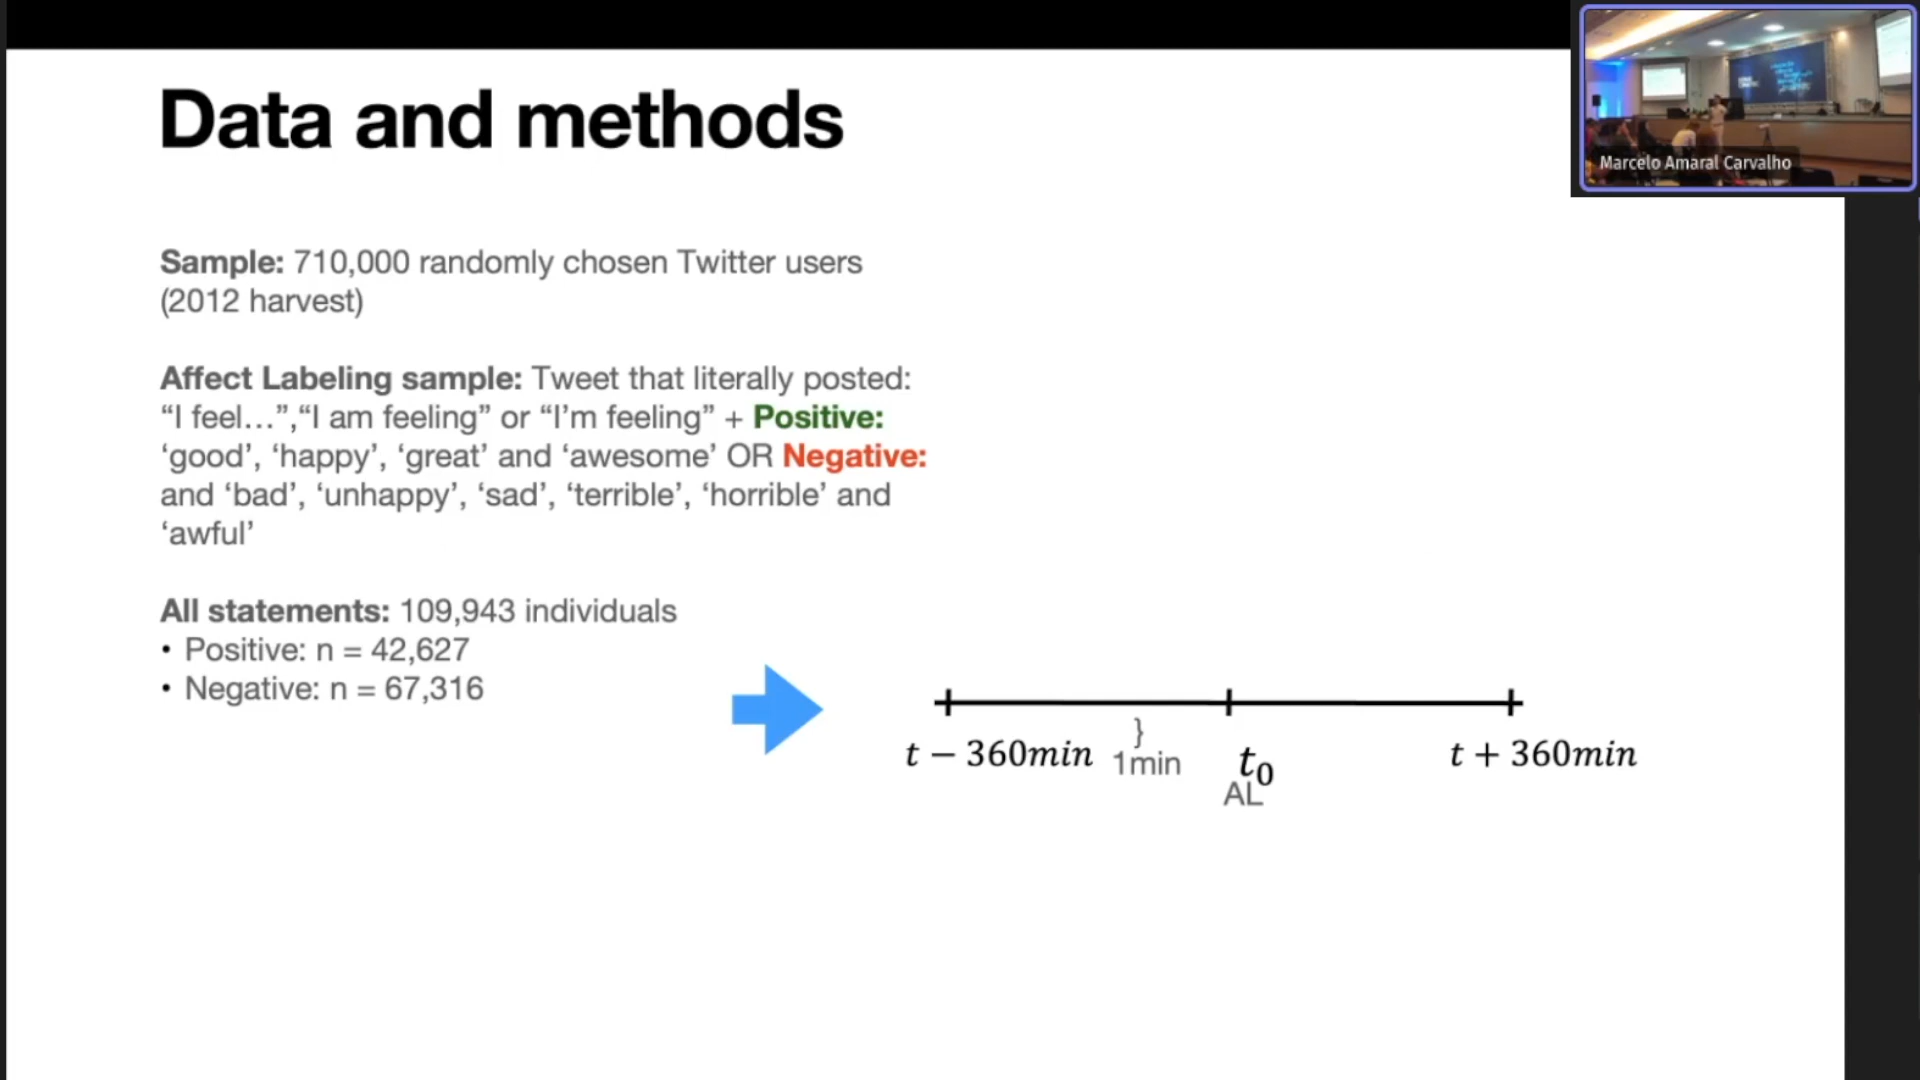 Data and methods
Marcelo Amaral Carvalho
Sample: 710,000 randomly chosen Twitter users
(2012 harvest)
Affect Labeling sample: Tweet that literally posted:
“I feel…”,“I am feeling” or “I’m feeling” + Positive:
‘good’, ‘happy’, ‘great’ and ‘awesome’ OR Negative:
and ‘bad’, ‘unhappy’, ‘sad’, ‘terrible’, ‘horrible’ and
‘awful’
All statements: 109,943 individuals
• Positive: n = 42,627
• Negative: n = 67,316
}
t − 360min 1min t₀ t + 360min
AL